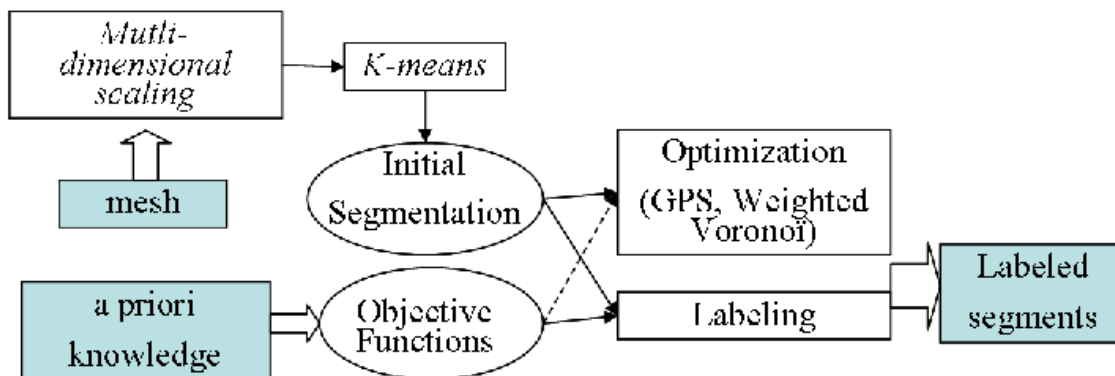 Mutli-
dimensional
scaling
K-means
mesh
Initial
Segmentation
Optimization
(GPS, Weighted
Voronoï)
a priori
knowledge
Objective
Functions
Labeling
Labeled
segments